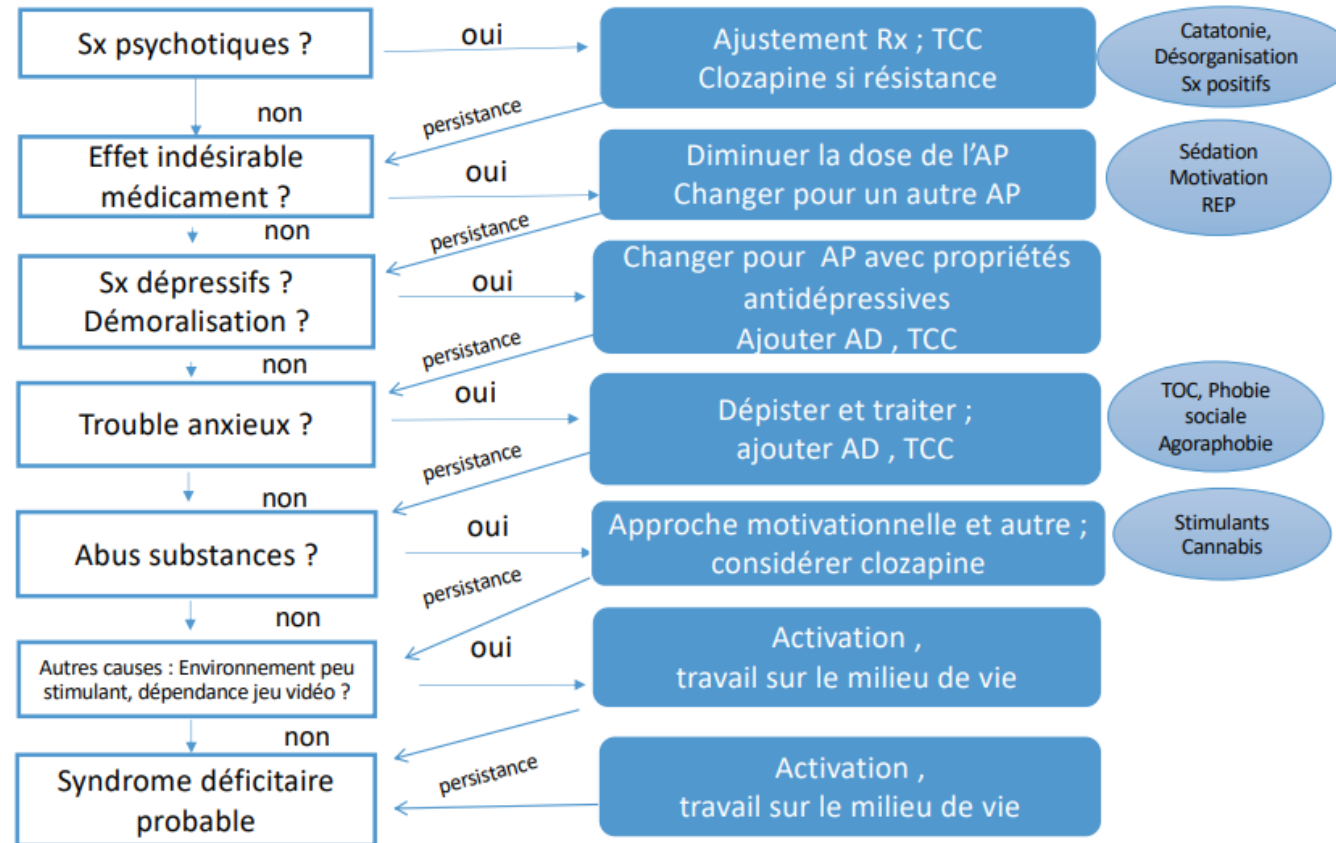 Sx psychotiques ?
oui
Ajustement Rx ; TCC
Clozapine si résistance
Catatonie,
Désorganisation
Sx positifs
non
persistance
Effet indésirable
médicament ?
oui
Diminuer la dose de l'AP
Changer pour un autre AP
Sédation
Motivation
REP
non
persistance
Sx dépressifs ?
Démoralisation ?
oui
Changer pour AP avec propriétés
antidépressives
Ajouter AD , TCC
non
persistance
Trouble anxieux ?
oui
Dépister et traiter ;
ajouter AD , TCC
TOC, Phobie
sociale
Agoraphobie
non
persistance
Abus substances ?
oui
Approche motivationnelle et autre ;
considérer clozapine
Stimulants
Cannabis
non
persistance
Autres causes : Environnement peu
stimulant, dépendance jeu vidéo ?
oui
Activation ,
travail sur le milieu de vie
non
Syndrome déficitaire
probable
persistance
Activation ,
travail sur le milieu de vie